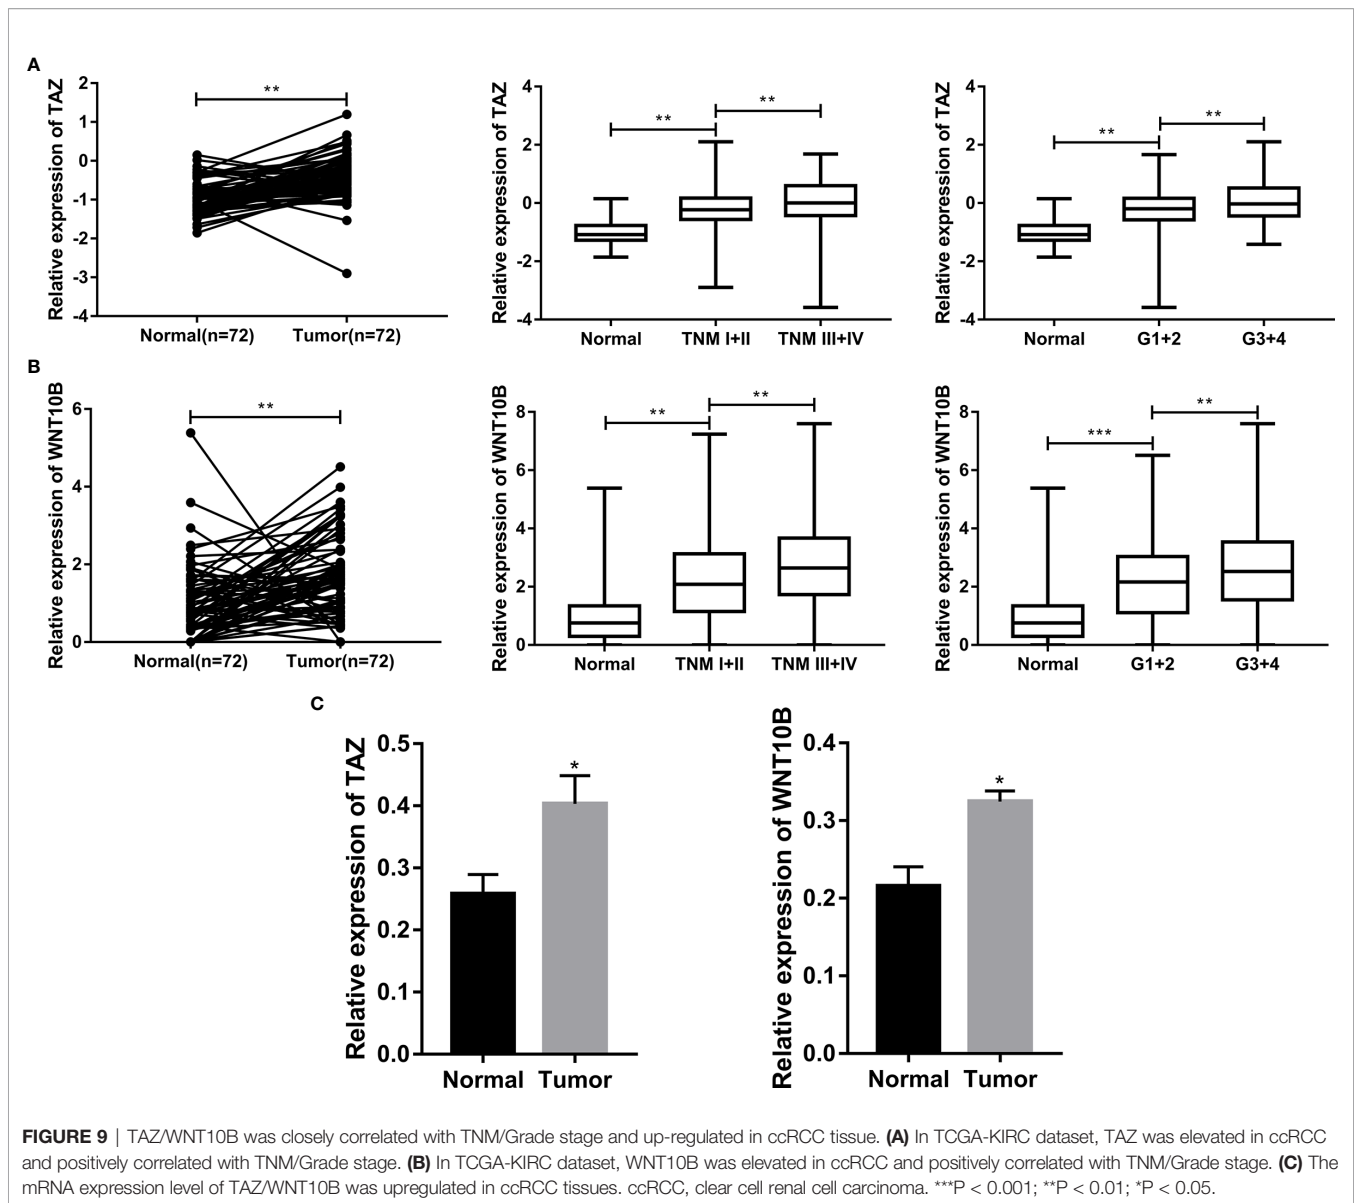 A
Relative expression of TAZ
2
1
0
-1
-2
-3
-4
**
Normal(n=72) Tumor(n=72)
Relative expression of TAZ
4
2
0
-2
-4
** **
Normal TNM I+II TNM III+IV
Relative expression of TAZ
4
2
0
-2
-4
** **
Normal G1+2 G3+4
B
Relative expression of WNT10B
6
4
2
0
**
Normal(n=72) Tumor(n=72)
Relative expression of WNT10B
8
6
4
2
0
** **
Normal TNM I+II TNM III+IV
Relative expression of WNT10B
8
6
4
2
0
*** **
Normal G1+2 G3+4
C
Relative expression of TAZ
0.5
0.4
0.3
0.2
0.1
0.0
*
Normal Tumor
Relative expression of WNT10B
0.4
0.3
0.2
0.1
0.0
*
Normal Tumor
FIGURE 9 | TAZ/WNT10B was closely correlated with TNM/Grade stage and up-regulated in ccRCC tissue. (A) In TCGA-KIRC dataset, TAZ was elevated in ccRCC
and positively correlated with TNM/Grade stage. (B) In TCGA-KIRC dataset, WNT10B was elevated in ccRCC and positively correlated with TNM/Grade stage. (C) The
mRNA expression level of TAZ/WNT10B was upregulated in ccRCC tissues. ccRCC, clear cell renal cell carcinoma. ***P < 0.001; **P < 0.01; *P < 0.05.